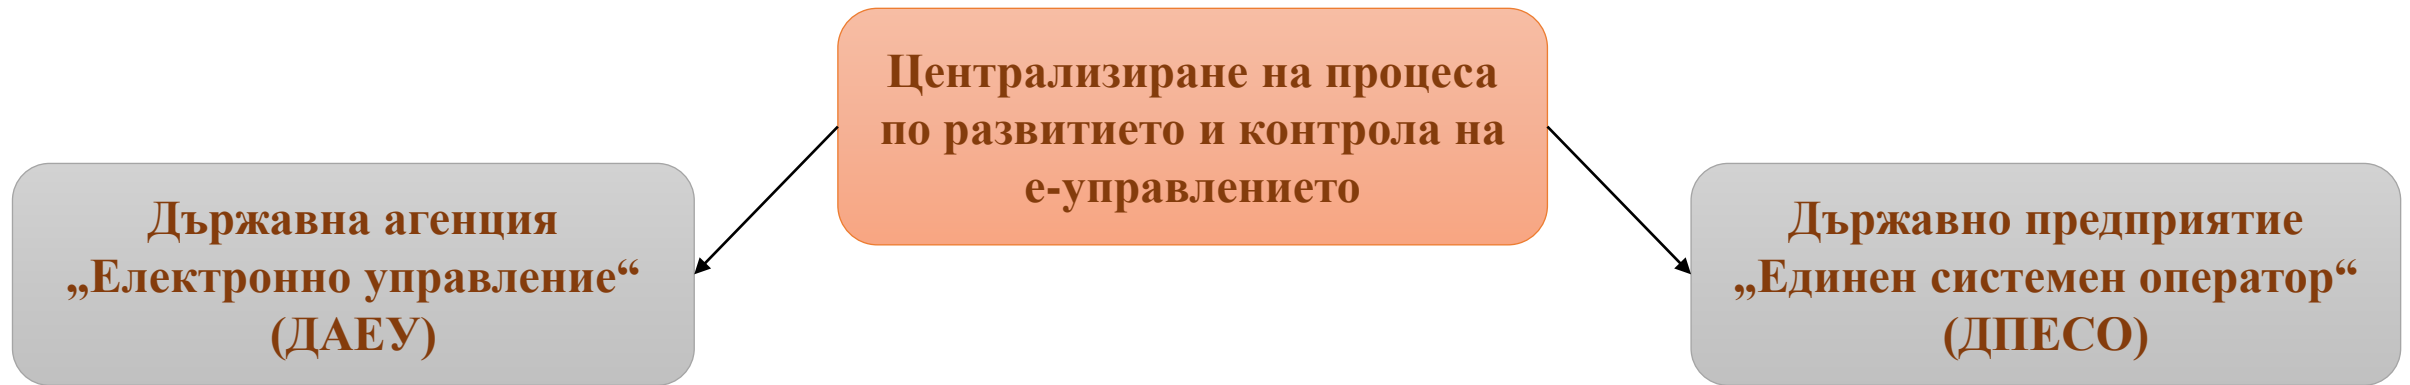 Централизиране на процеса
по развитието и контрола на
е-управлението
Държавна агенция
„Електронно управление“
(ДАЕУ)
Държавно предприятие
„Единен системен оператор“
(ДПЕСО)